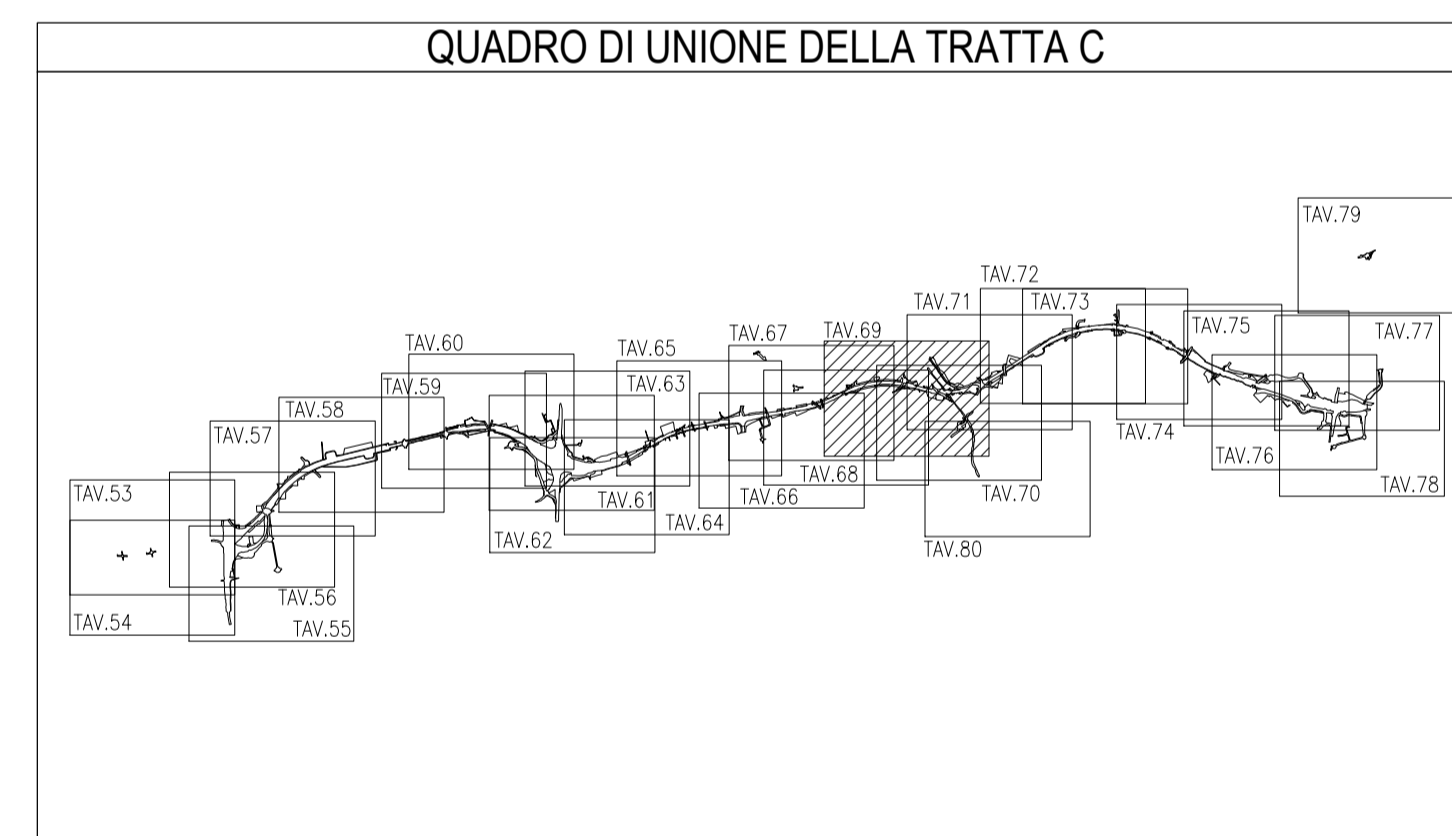 QUADRO DI UNIONE DELLA TRATTA C
TAV.79
TAV.72
TAV.73
TAV.71
TAV.67
TAV.69
TAV.75
TAV.77
TAV.60
TAV.65
TAV.63
TAV.59
TAV.58
TAV.57
TAV.74
TAV.76
TAV.68
TAV.70
TAV.78
TAV.53
TAV.61
TAV.66
TAV.64
TAV.62
TAV.80
TAV.56
TAV.54
TAV.55